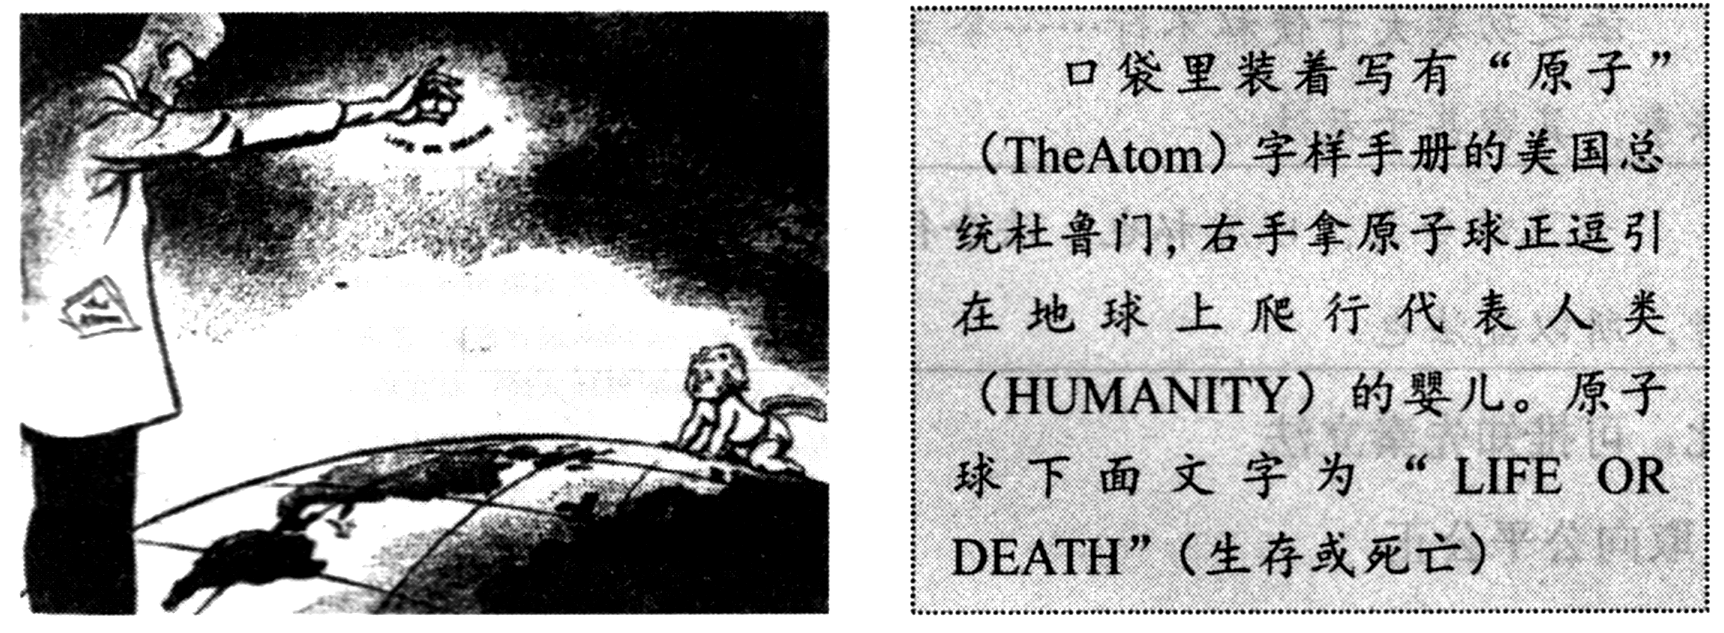 LIFE OR DEATH
口袋里装着写有“原子”
（TheAtom）字样手册的美国总
统杜鲁门，右手拿原子球正逗引
在地球上爬行代表人类
（HUMANITY）的婴儿。原子
球下面文字为“LIFE OR
DEATH”（生存或死亡）